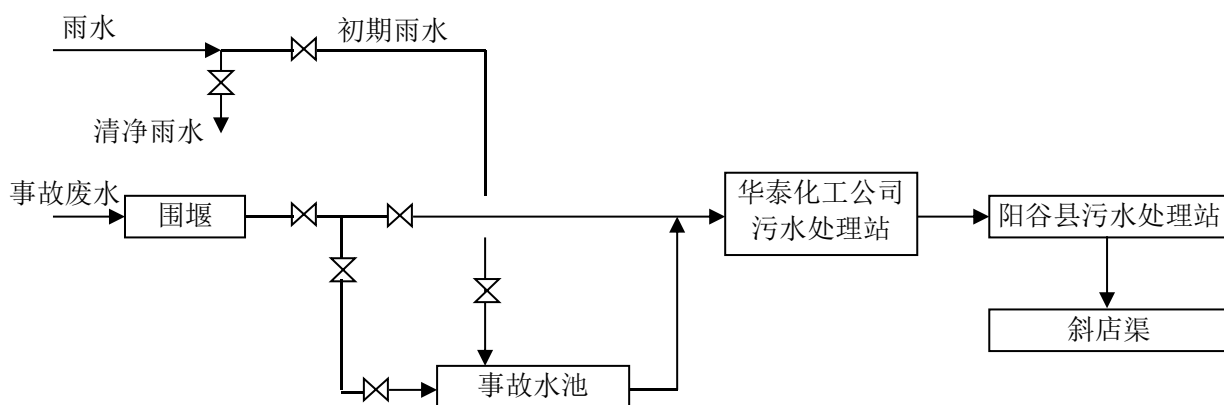 雨水
初期雨水
清净雨水
事故废水
围堰
华泰化工公司
污水处理站
阳谷县污水处理站
斜店渠
事故水池